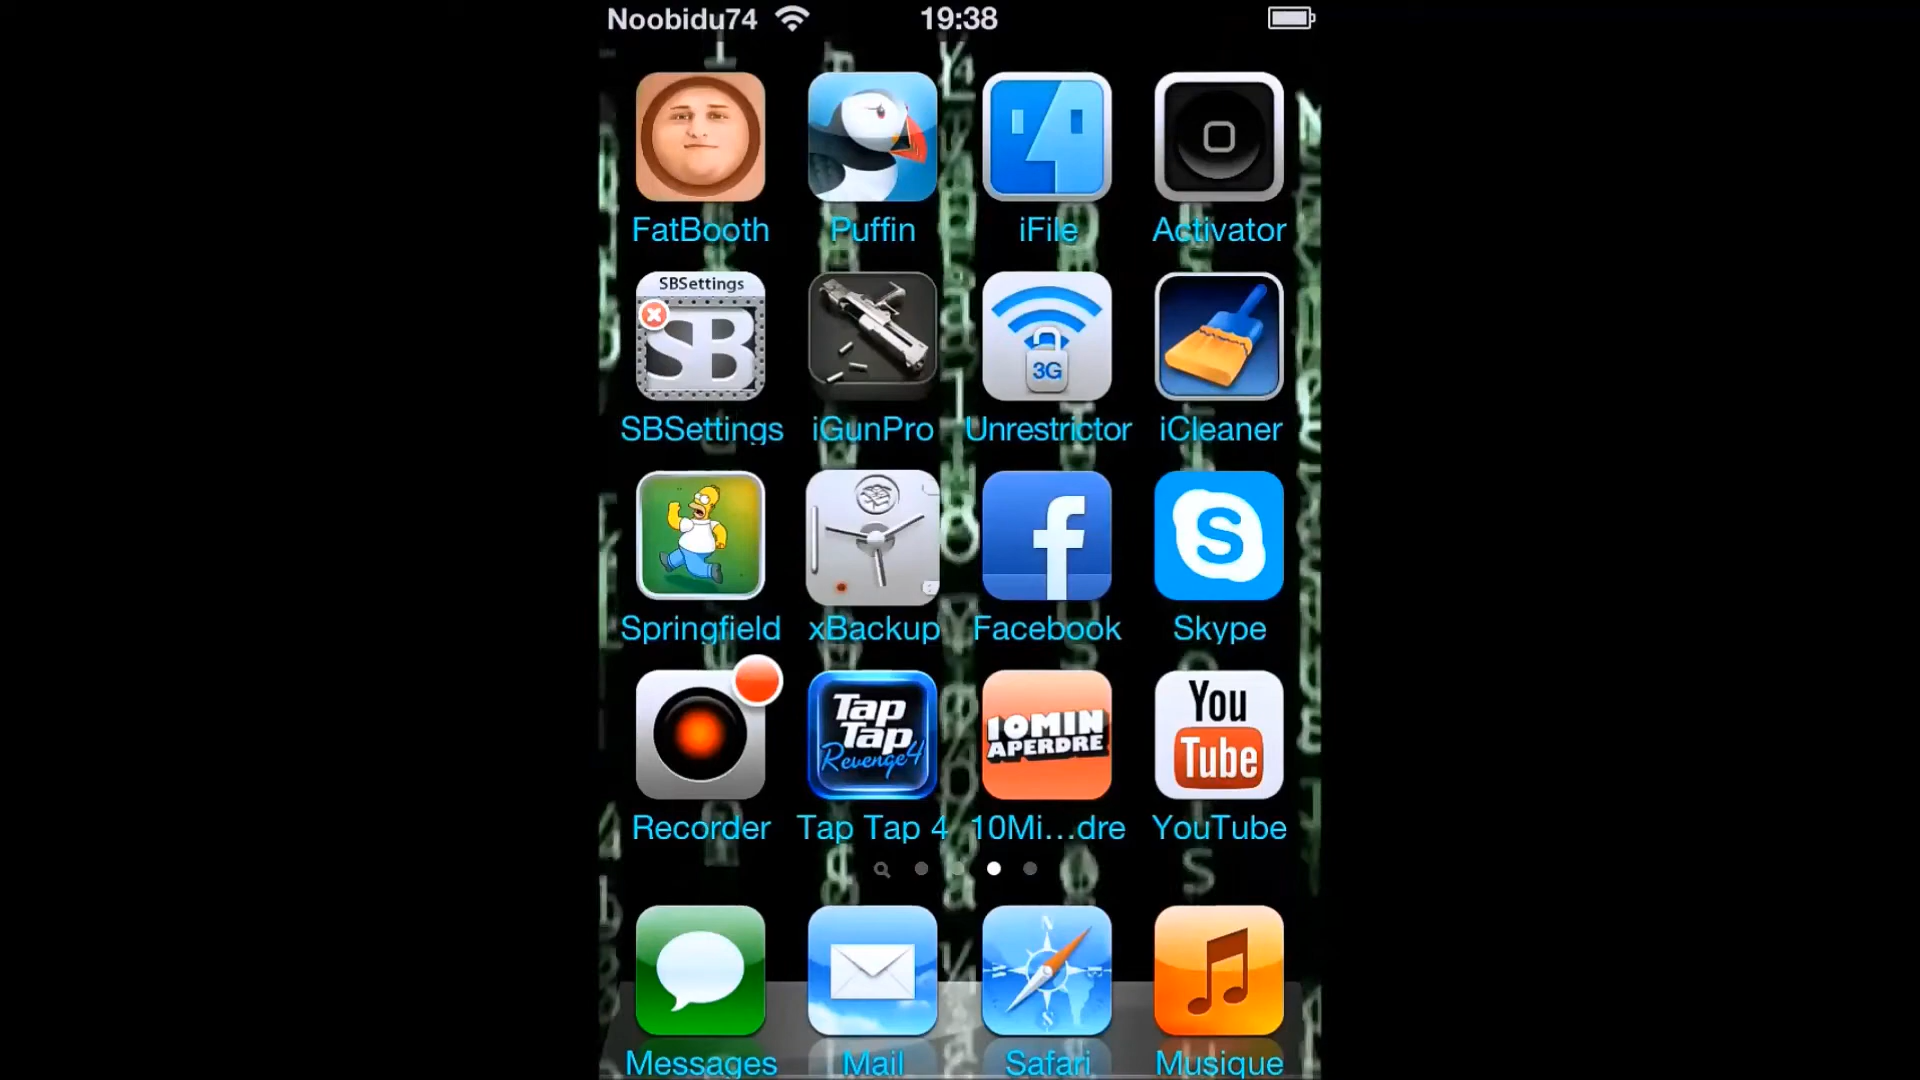 Noobidu74 19:38
FatBooth Puffin iFile Activator
SBSettings
SB
3G
SBSettings iGunPro Unrestrictor iCleaner
f S
Springfield xBackup Facebook Skype
Tap Tap Revenge4
10MIN APERDRE
You Tube
Recorder Tap Tap 4 10Mi...dre YouTube
Messages Mail Safari Musique